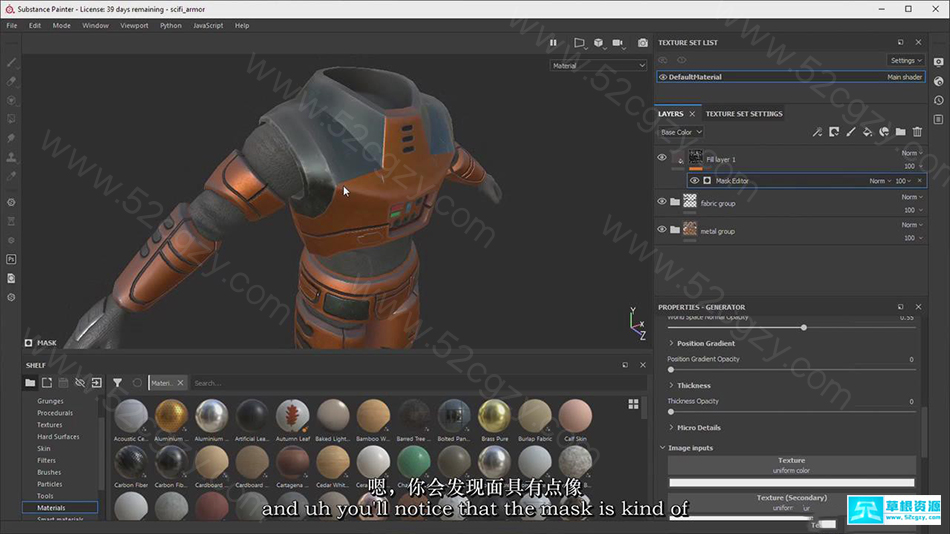 Substance Painter - License: 39 days remaining - scifi_armor
File Edit Mode Window Viewport Python JavaScript Help
Material
MASK
TEXTURE SET LIST
Settings
DefaultMaterial Main shader
LAYERS TEXTURE SET SETTINGS
Base Color
Fill layer 1 Norm
100
Mask Editor Norm 100
fabric group Norm
100
metal group Norm
100
PROPERTIES - GENERATOR
World Space Normal Opacity 0.55
Position Gradient
Position Gradient Opacity 0
Thickness
Thickness Opacity 0
Micro Details
Image inputs
Texture
uniform color
Texture (Secondary)
Y
X
Z
SHELF
Materi...
Search...
Grunges
Procedurals
Textures
Hard Surfaces
Skin
Filters
Brushes
Particles
Tools
Materials
Smart materials
Acoustic Ce...
Aluminium ...
Aluminium ...
Artificial Lea...
Autumn Leaf
Baked Light...
Bamboo W...
Barred Tree ...
Bolted Pan...
Brass Pure
Burlap Fabric
Calf Skin
Carbon Fiber
Carbon Fib...
Cardboard
Carton
Cartagena ...
Cedar Whit...
嗯，你会发现面具有点像
and uh you'll notice that the mask is kind of
草根资源
www.52cgzy.com
www.52cgzy.com